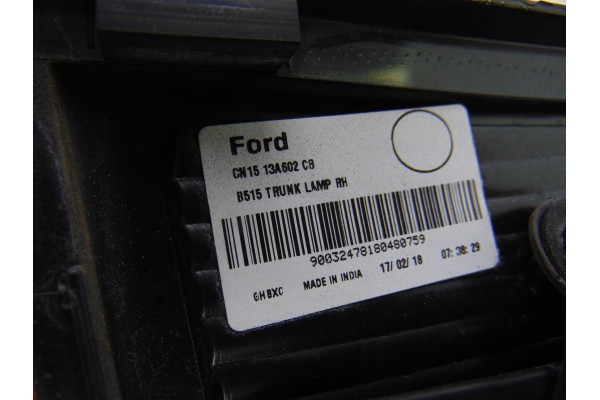 Ford
CN15 13A602 CB
B515 TRUNK LAMP RH
90032478180480759
GHBXC MADE IN INDIA 17/02/18 07:38:29